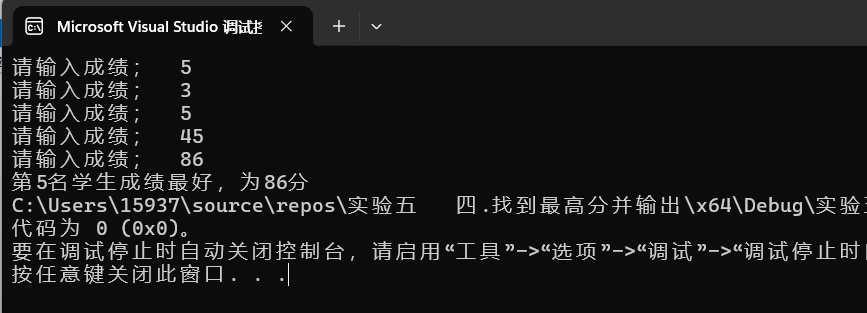 Microsoft Visual Studio 调试控
请输入成绩； 5
请输入成绩； 3
请输入成绩； 5
请输入成绩； 45
请输入成绩； 86
第5名学生成绩最好，为86分
C:\Users\15937\source\repos\实验五 四.找到最高分并输出\x64\Debug\实验
代码为 0 (0x0)。
要在调试停止时自动关闭控制台，请启用“工具”->“选项”->“调试”->“调试停止时
按任意键关闭此窗口. . .